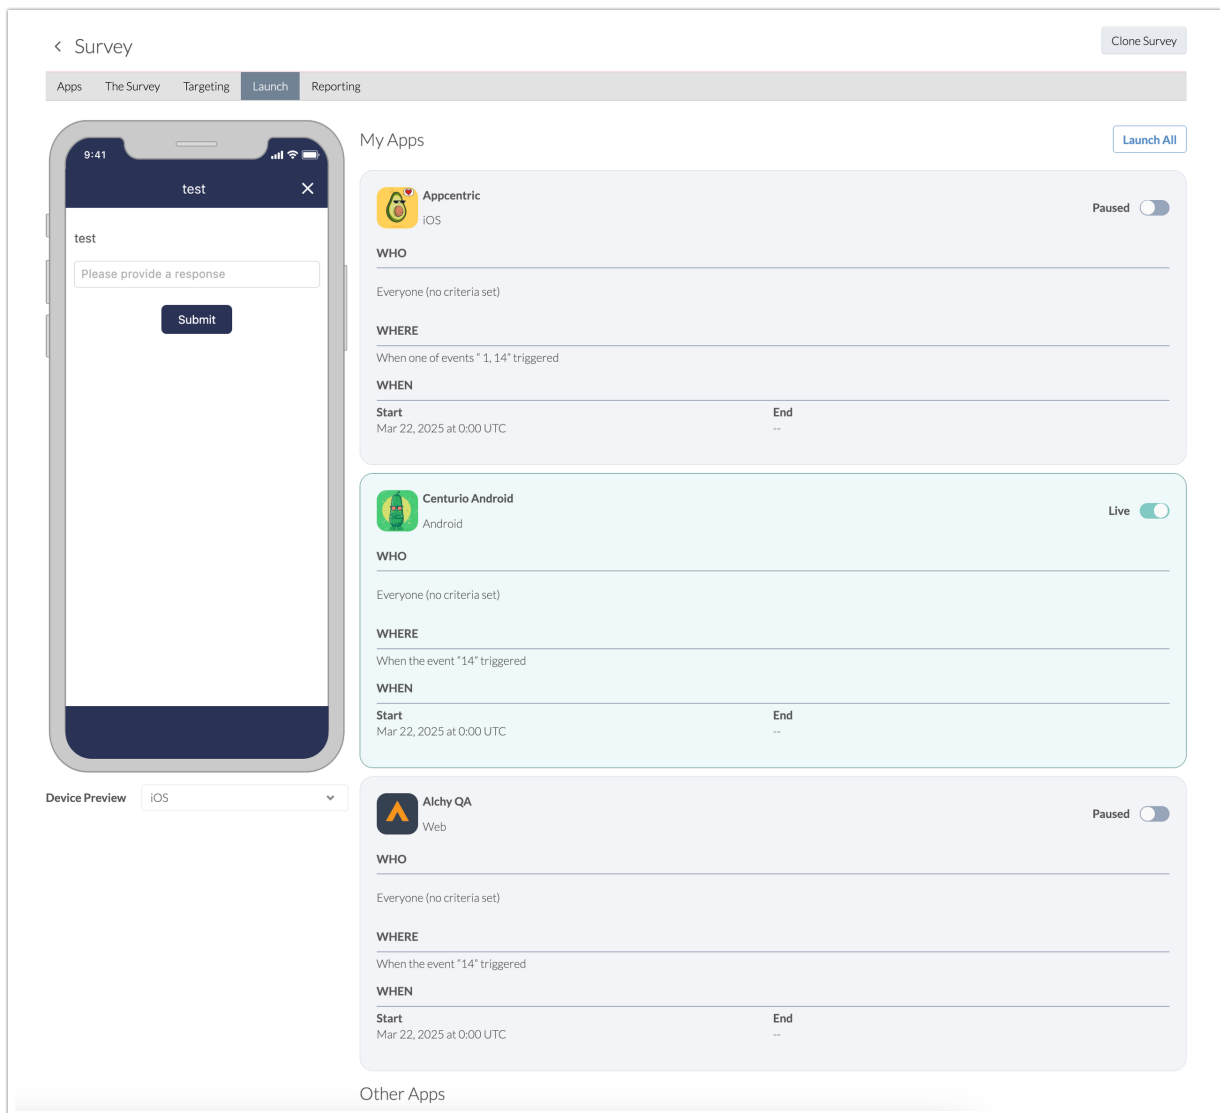 Survey
Clone Survey
Apps The Survey Targeting Launch Reporting
9:41
test
test
Please provide a response
Submit
Device Preview iOS
My Apps
Launch All
Appcentric
iOS
Paused
WHO
Everyone (no criteria set)
WHERE
When one of events “ 1, 14” triggered
WHEN
Start End
Mar 22, 2025 at 0:00 UTC --
Centurio Android
Android
Live
WHO
Everyone (no criteria set)
WHERE
When the event “14” triggered
WHEN
Start End
Mar 22, 2025 at 0:00 UTC --
Alchy QA
Web
Paused
WHO
Everyone (no criteria set)
WHERE
When the event “14” triggered
WHEN
Start End
Mar 22, 2025 at 0:00 UTC --
Other Apps